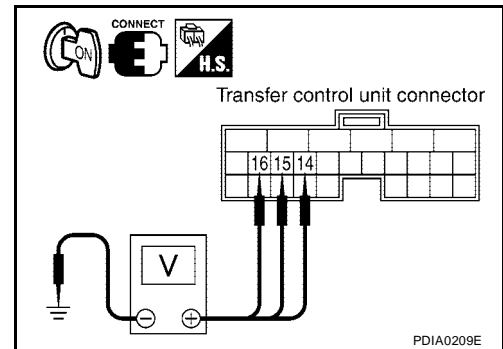 CONNECT
ON
H.S.
Transfer control unit connector
16 15 14
V
PDIA0209E